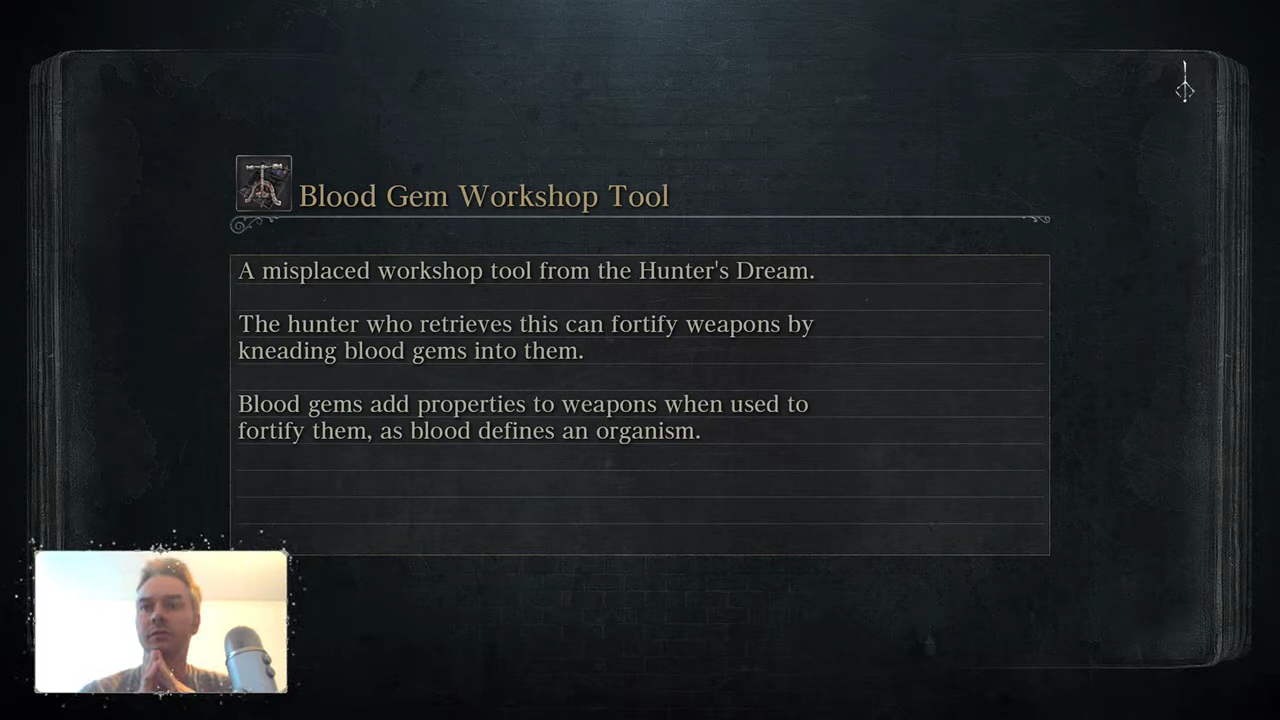 Blood Gem Workshop Tool
A misplaced workshop tool from the Hunter's Dream.
The hunter who retrieves this can fortify weapons by
kneading blood gems into them.
Blood gems add properties to weapons when used to
fortify them, as blood defines an organism.